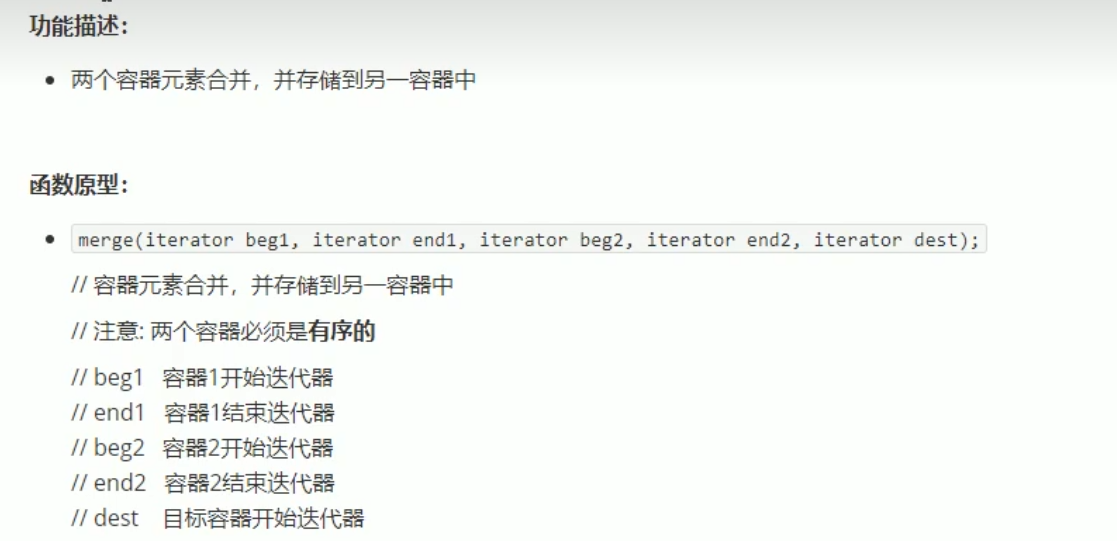 功能描述：
• 两个容器元素合并，并存储到另一容器中
函数原型：
• merge(iterator beg1, iterator end1, iterator beg2, iterator end2, iterator dest);
// 容器元素合并，并存储到另一容器中
// 注意: 两个容器必须是有序的
// beg1 容器1开始迭代器
// end1 容器1结束迭代器
// beg2 容器2开始迭代器
// end2 容器2结束迭代器
// dest 目标容器开始迭代器